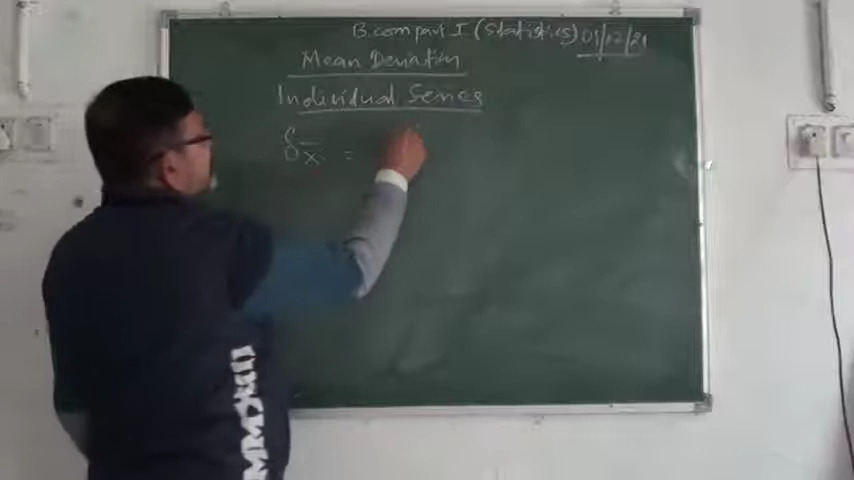 B.com part I (Statistics) 01/12/21
Mean Deviation
Individual Series
δx̄ =